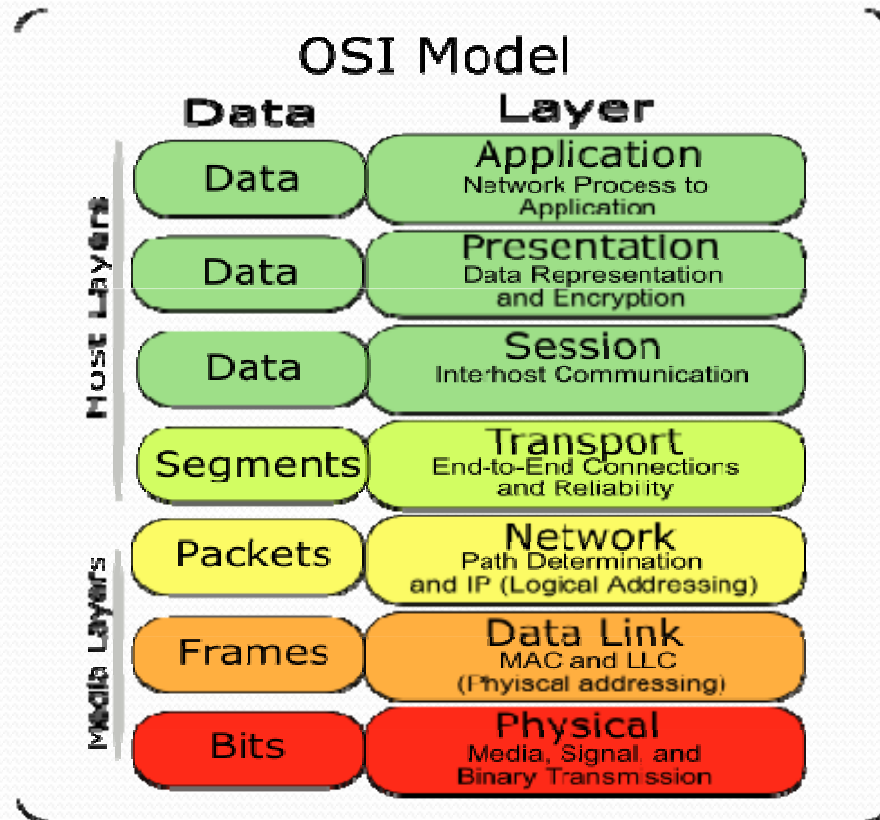 OSI Model
Data Layer
Host Layers
Data
Application
Network Process to
Application
Data
Presentation
Data Representation
and Encryption
Data
Session
Interhost Communication
Segments
Transport
End-to-End Connections
and Reliability
Media Layers
Packets
Network
Path Determination
and IP (Logical Addressing)
Frames
Data Link
MAC and LLC
(Phyiscal addressing)
Bits
Physical
Media, Signal, and
Binary Transmission